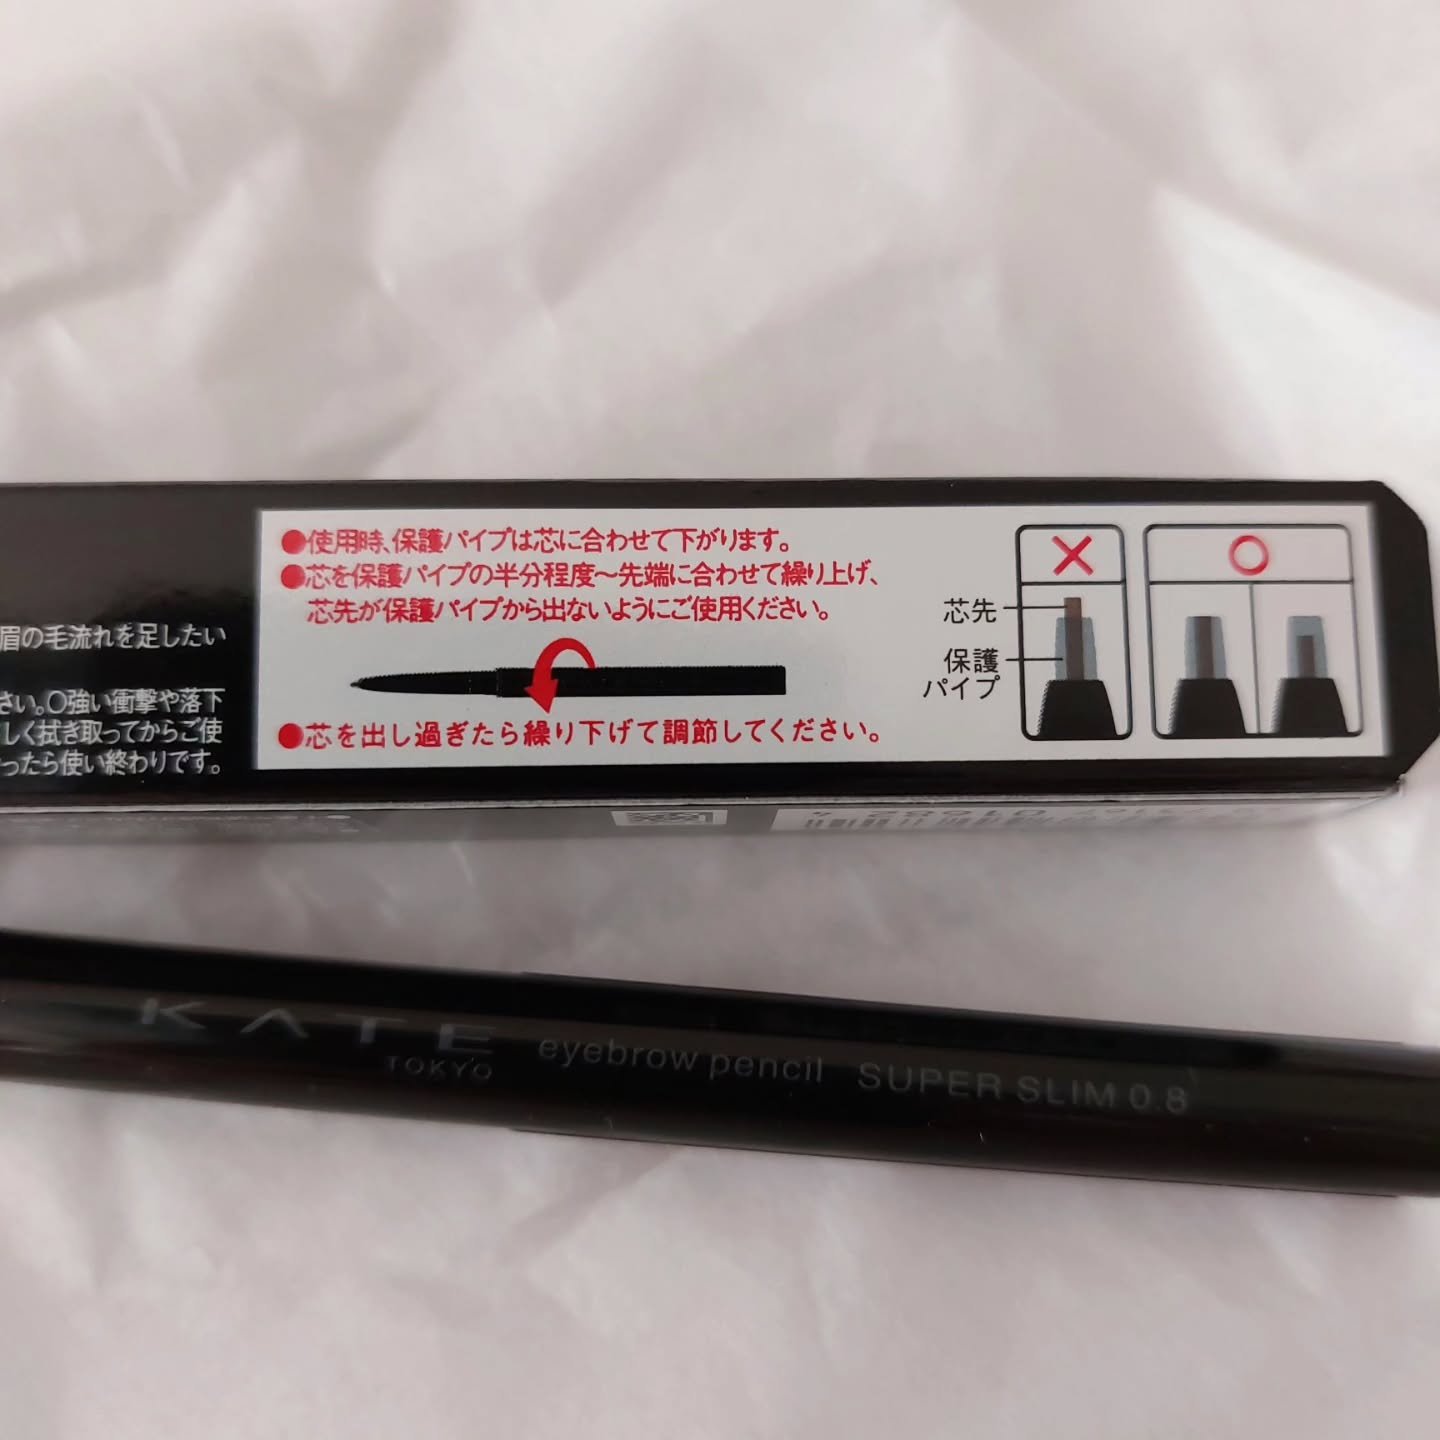 ●使用時、保護パイプは芯に合わせて下がります。
●芯を保護パイプの半分程度〜先端に合わせて繰り上げ、
芯先が保護パイプから出ないようにご使用ください。
●芯を出し過ぎたら繰り下げて調節してください。
芯先
保護
パイプ
眉の毛流れを足したい
さい。○強い衝撃や落下
しく拭き取ってからご使
ったら使い終わりです。
KATE
TOKYO
eyebrow pencil SUPER SLIM 0.8